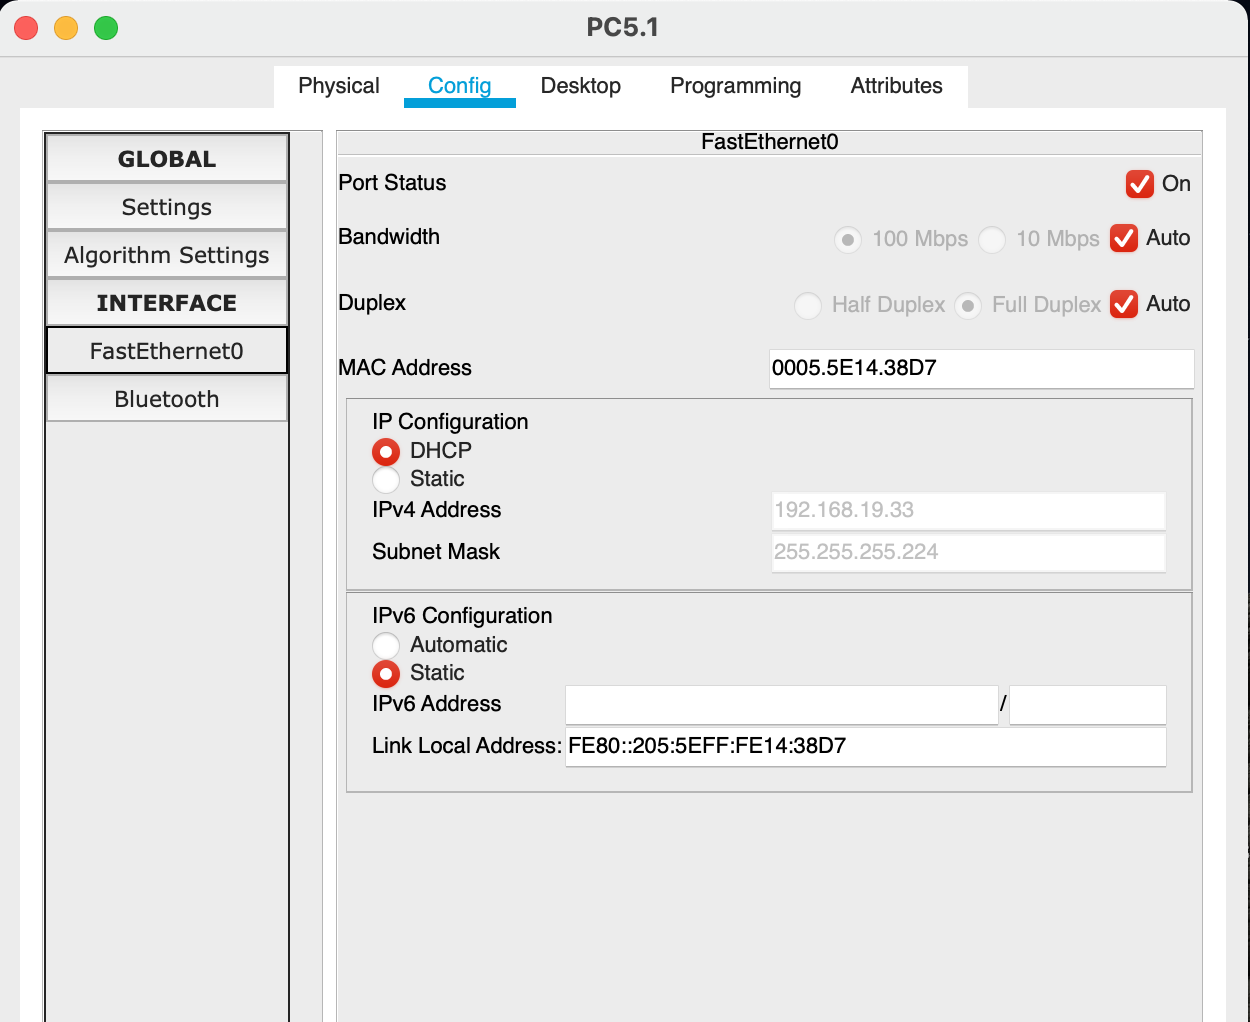 PC5.1
Physical Config Desktop Programming Attributes
GLOBAL
Settings
Algorithm Settings
INTERFACE
FastEthernet0
Bluetooth
FastEthernet0
Port Status On
Bandwidth 100 Mbps 10 Mbps Auto
Duplex Half Duplex Full Duplex Auto
MAC Address 0005.5E14.38D7
IP Configuration
DHCP
Static
IPv4 Address 192.168.19.33
Subnet Mask 255.255.255.224
IPv6 Configuration
Automatic
Static
IPv6 Address /
Link Local Address: FE80::205:5EFF:FE14:38D7